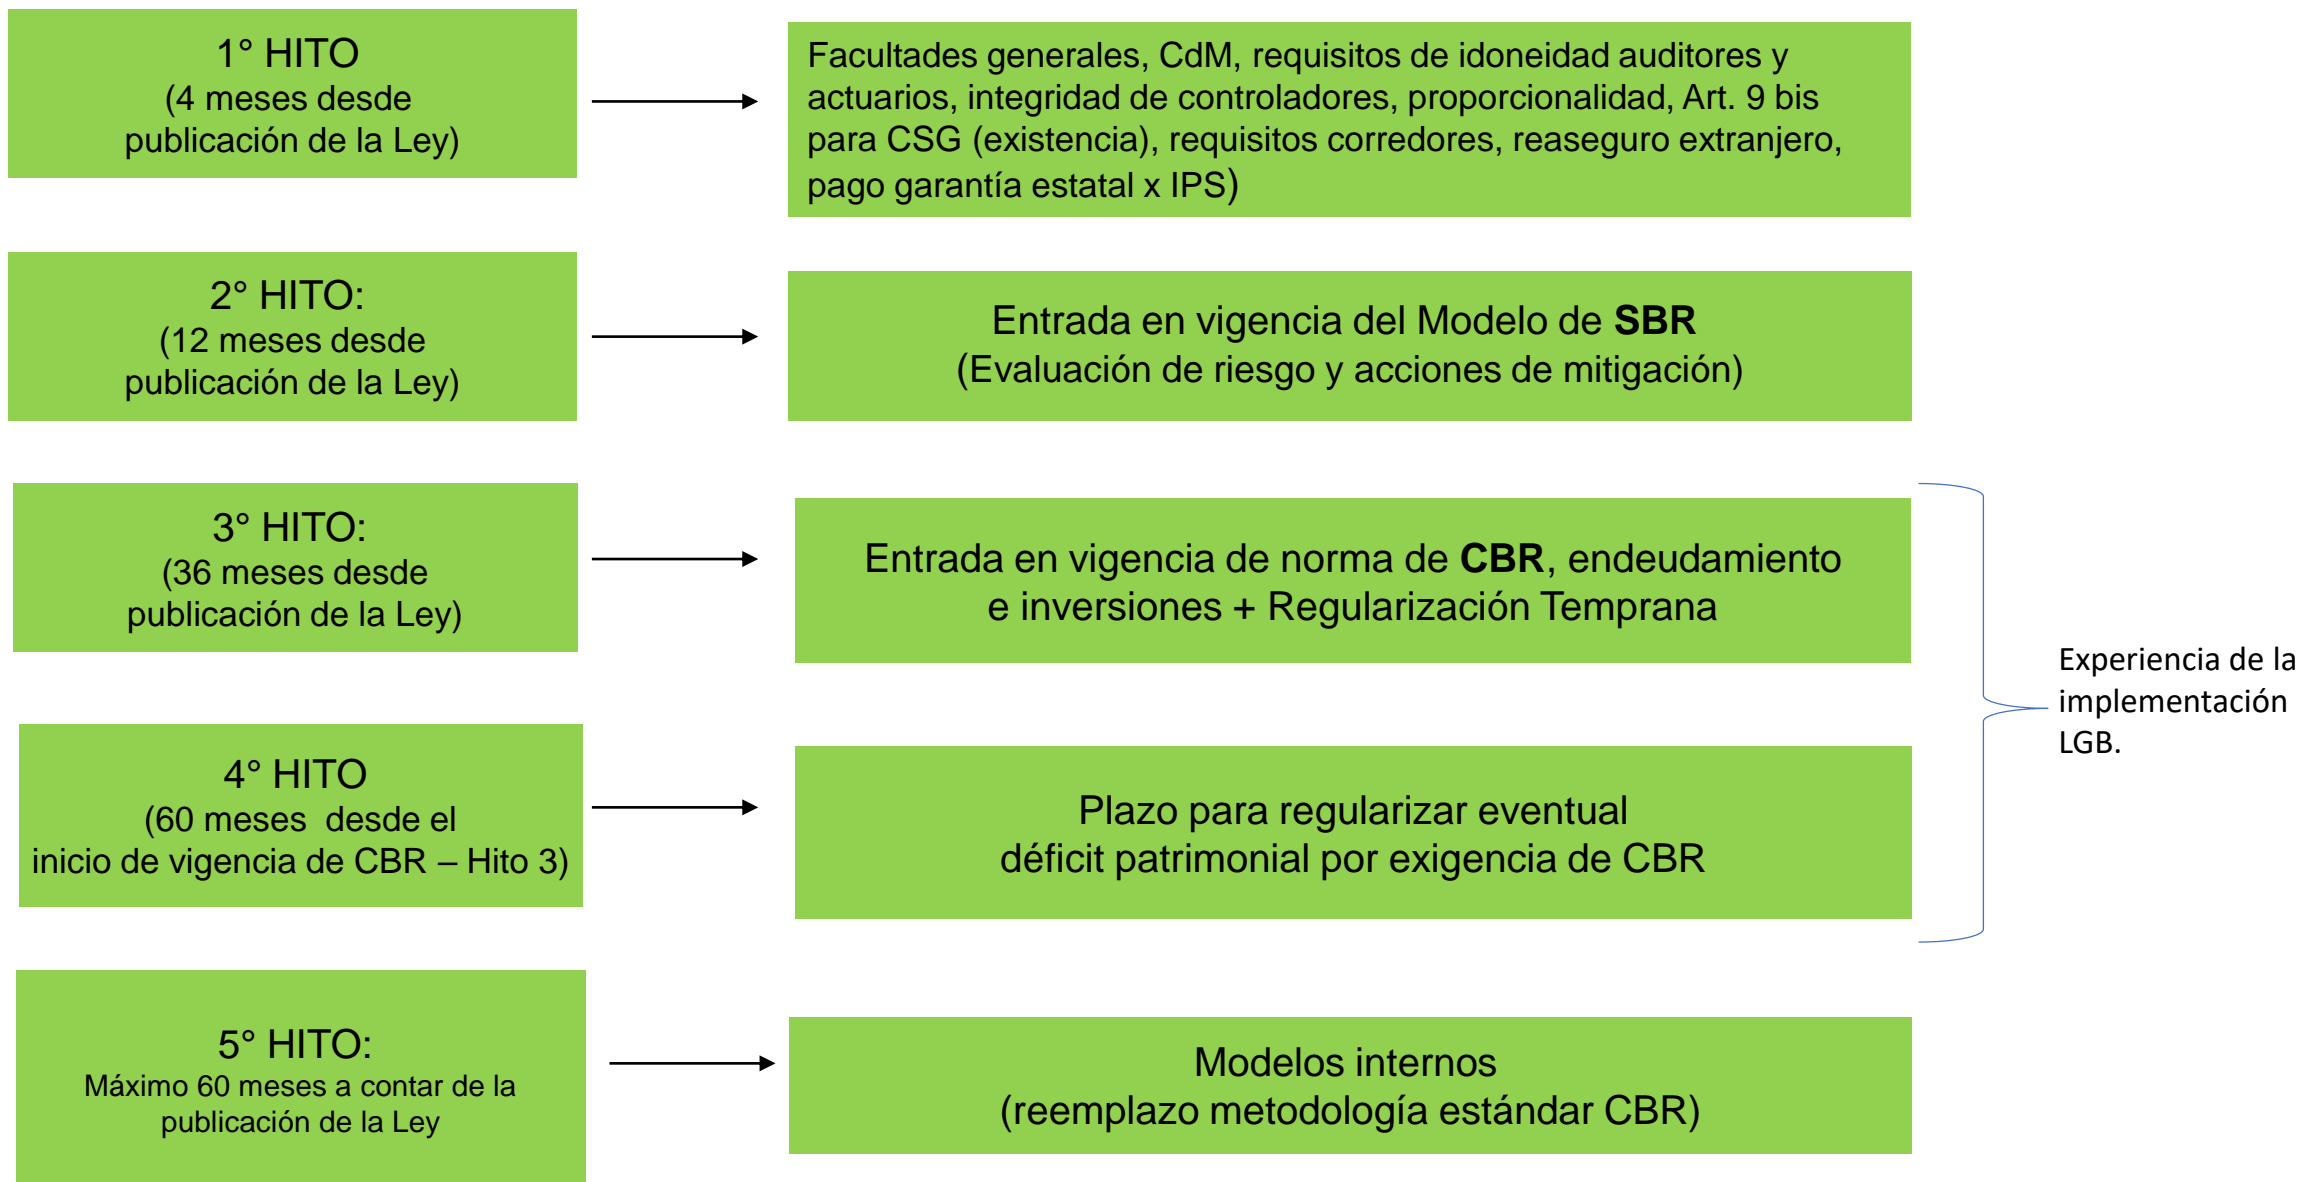 1° HITO
(4 meses desde
publicación de la Ley)
Facultades generales, CdM, requisitos de idoneidad auditores y
actuarios, integridad de controladores, proporcionalidad, Art. 9 bis
para CSG (existencia), requisitos corredores, reaseguro extranjero,
pago garantía estatal x IPS)
2° HITO:
(12 meses desde
publicación de la Ley)
Entrada en vigencia del Modelo de SBR
(Evaluación de riesgo y acciones de mitigación)
3° HITO:
(36 meses desde
publicación de la Ley)
Entrada en vigencia de norma de CBR, endeudamiento
e inversiones + Regularización Temprana
4° HITO
(60 meses  desde el
inicio de vigencia de CBR – Hito 3)
Plazo para regularizar eventual
déficit patrimonial por exigencia de CBR
Experiencia de la
implementación
LGB.
5° HITO:
Máximo 60 meses a contar de la
publicación de la Ley
Modelos internos
(reemplazo metodología estándar CBR)